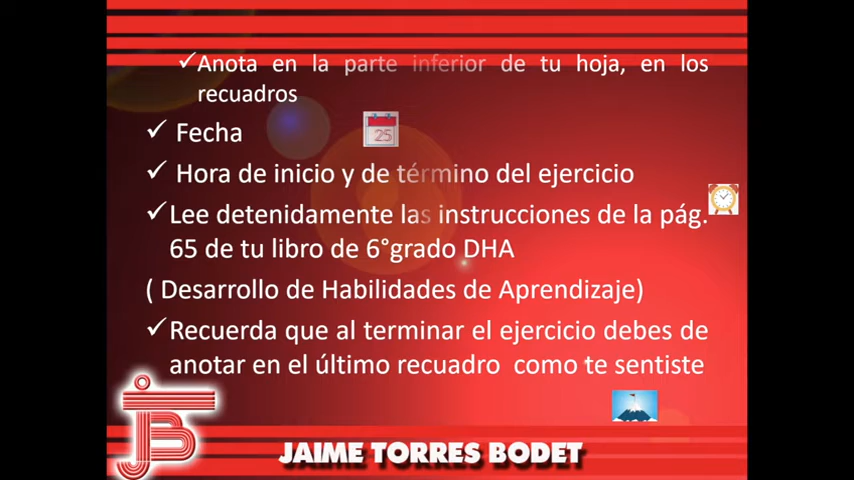 ✓Anota en la parte inferior de tu hoja, en los
recuadros
✓ Fecha
25
✓ Hora de inicio y de término del ejercicio
✓Lee detenidamente las instrucciones de la pág.
65 de tu libro de 6°grado DHA
( Desarrollo de Habilidades de Aprendizaje)
✓Recuerda que al terminar el ejercicio debes de
anotar en el último recuadro como te sentiste
JB
JAIME TORRES BODET